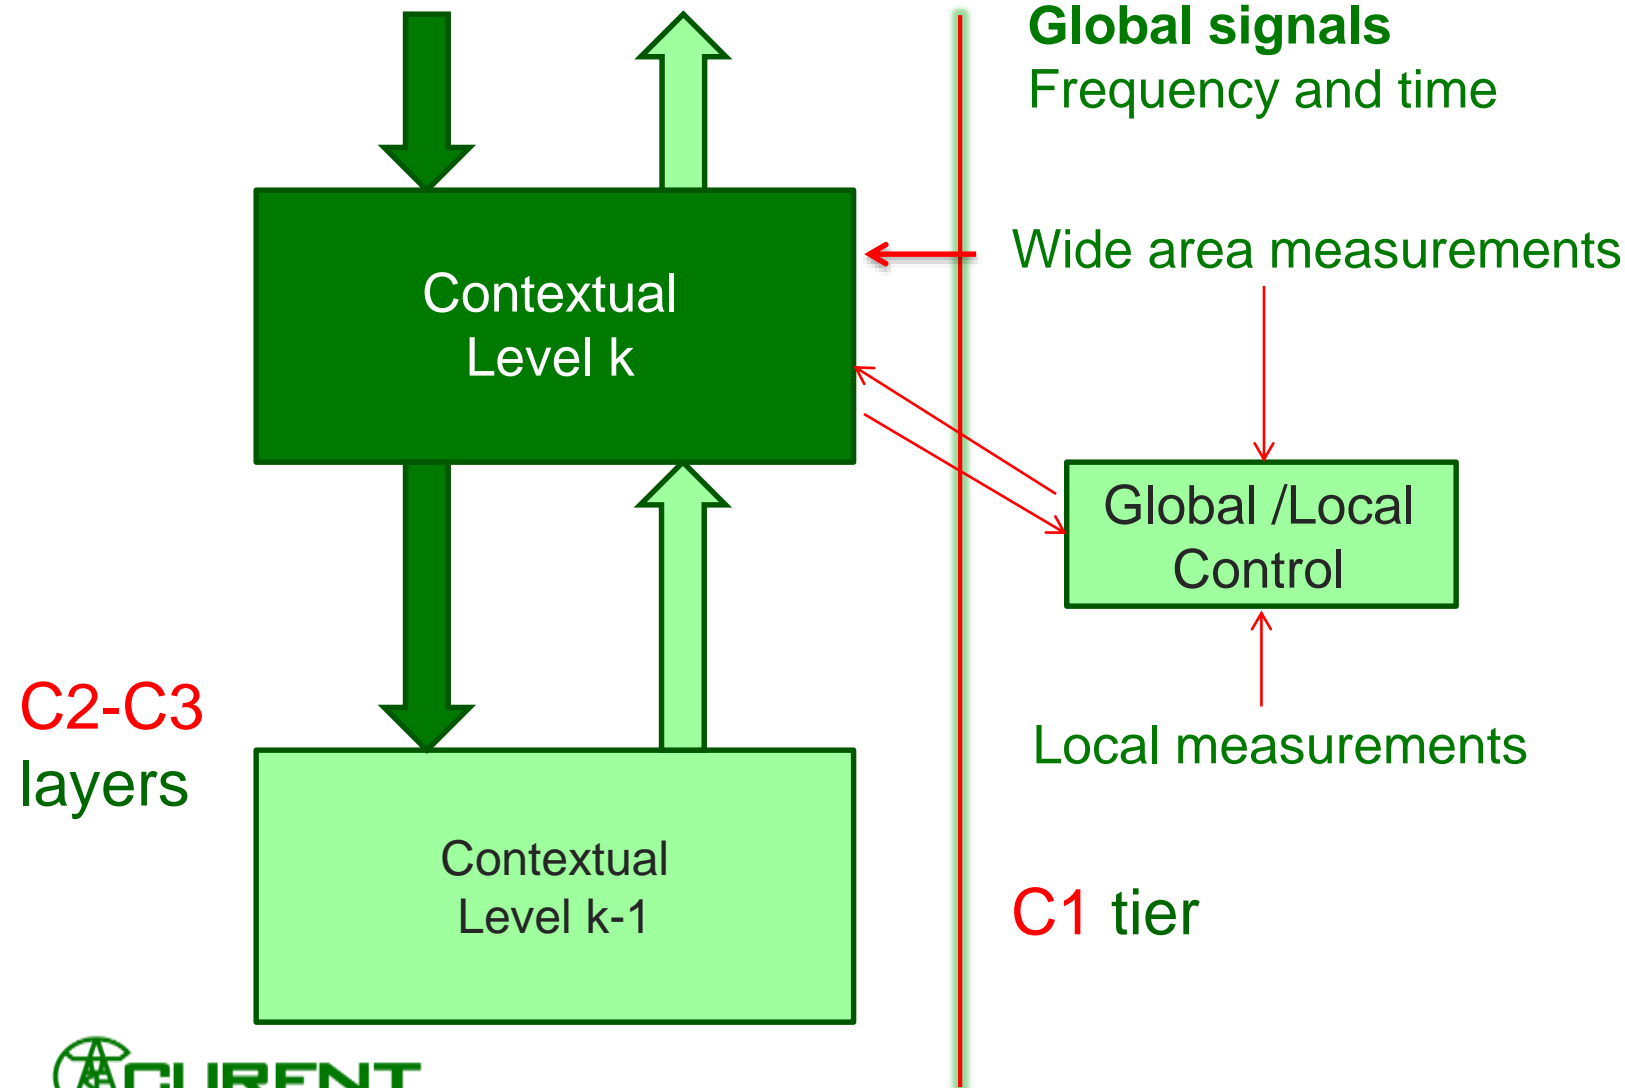 Global signals
Frequency and time
Wide area measurements
Contextual
Level k
Global /Local
Control
C2-C3
layers
Local measurements
Contextual
Level k-1
C1 tier
CURENT